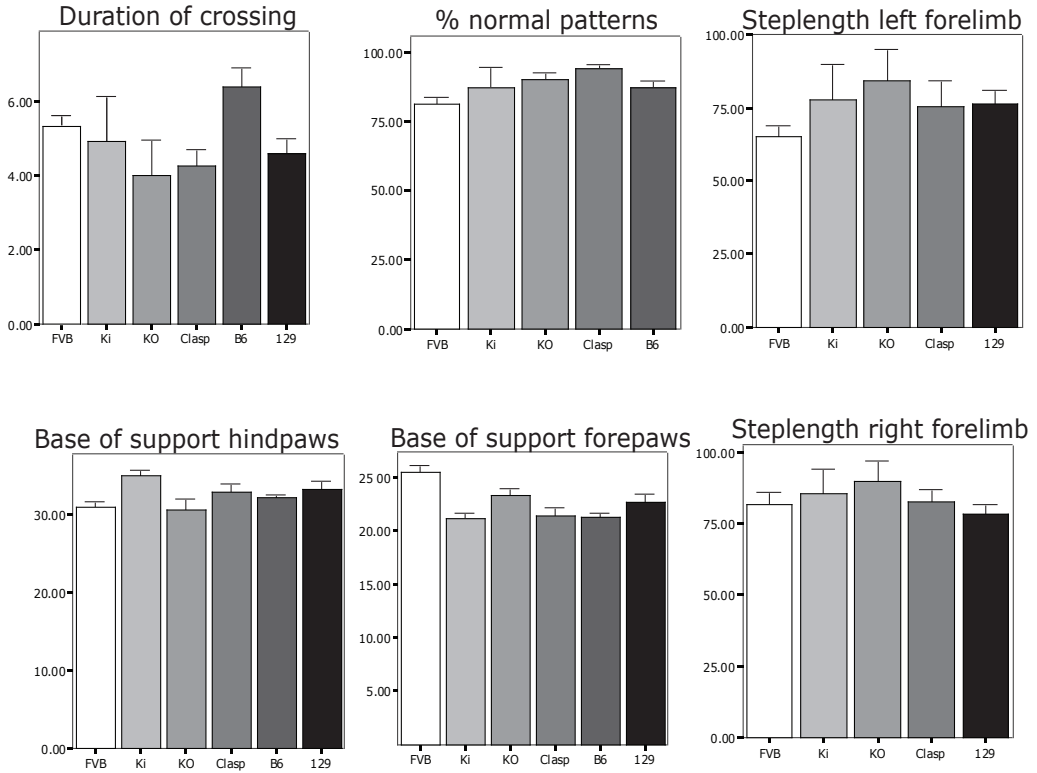 Duration of crossing
6.00
4.00
2.00
0.00
FVB Ki KO Clasp B6 129
% normal patterns
100.00
75.00
50.00
25.00
0.00
FVB Ki KO Clasp B6
Steplength left forelimb
100.00
75.00
50.00
25.00
0.00
FVB Ki KO Clasp 129
Base of support hindpaws
30.00
20.00
10.00
0.00
FVB Ki KO Clasp B6 129
Base of support forepaws
25 00
20.00
15.00
10.00
5.00
FVB Ki KO Clasp B6 129
Steplength right forelimb
100.00
75.00
50.00
25.00
0.00
FVB Ki KO Clasp 129